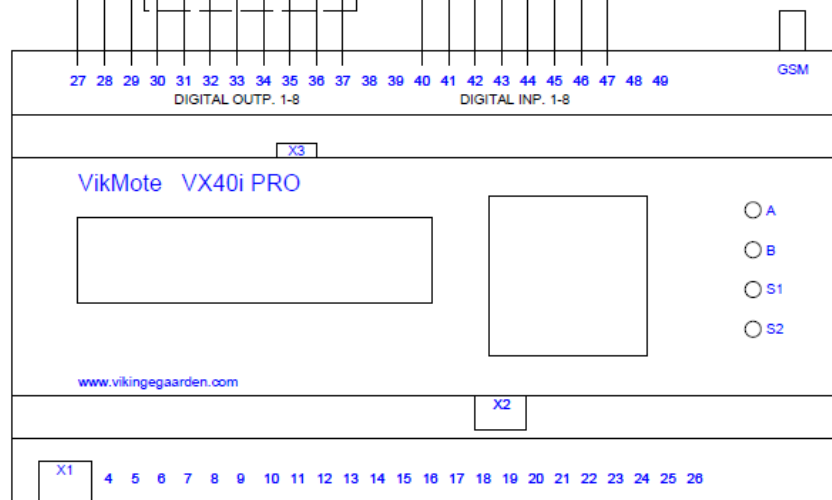 27 28 29 30 31 32 33 34 35 36 37 38 39 40 41 42 43 44 45 46 47 48 49
GSM
DIGITAL OUTP. 1-8 DIGITAL INP. 1-8
X3
VikMote VX40i PRO
A
B
S1
S2
www.vikingegaarden.com
X2
X1
4 5 6 7 8 9 10 11 12 13 14 15 16 17 18 19 20 21 22 23 24 25 26